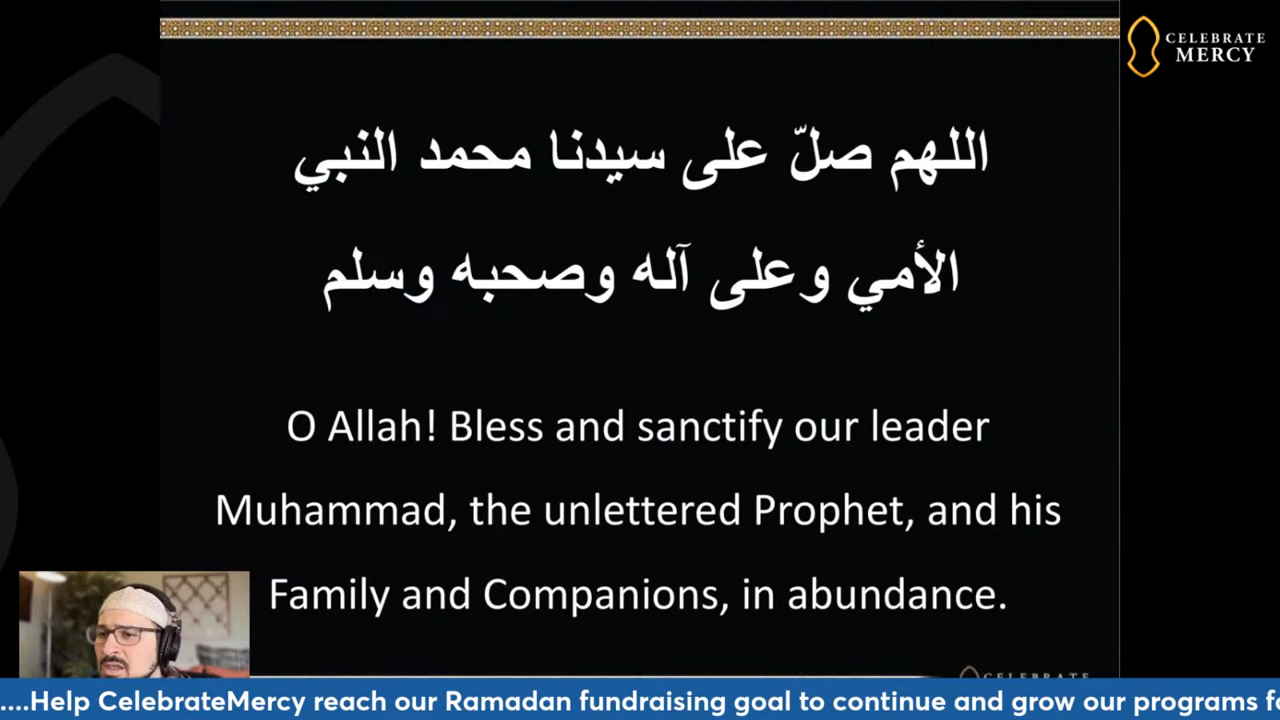 CELEBRATE
MERCY
اللهم صلّ على سيدنا محمد النبي
الأمي وعلى آله وصحبه وسلم
O Allah! Bless and sanctify our leader
Muhammad, the unlettered Prophet, and his
Family and Companions, in abundance.
CELEBRATE
....Help CelebrateMercy reach our Ramadan fundraising goal to continue and grow our programs